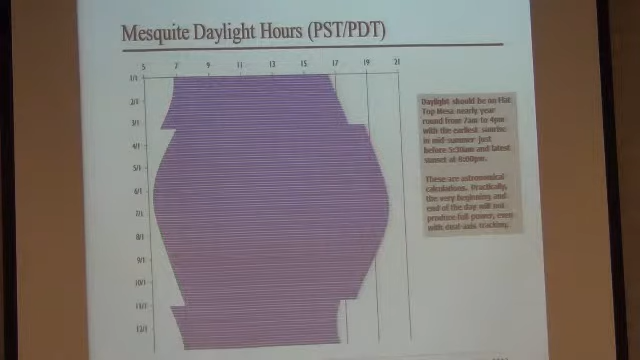 Mesquite Daylight Hours (PST/PDT)
5 7 9 11 13 15 17 19 21
1/1
2/1
3/1
4/1
5/1
6/1
7/1
8/1
9/1
10/1
11/1
12/1
Daylight should be no Flat
Top Mesa nearly year
round from 7am to 4pm
with the earliest sunrise
in mid-summer just
before 5:30am and latest
sunset at 8:00pm.
These are astronomical
calculations. Practically,
the very beginning and
end of the day will not
produce full power, even
with dual-axis tracking.